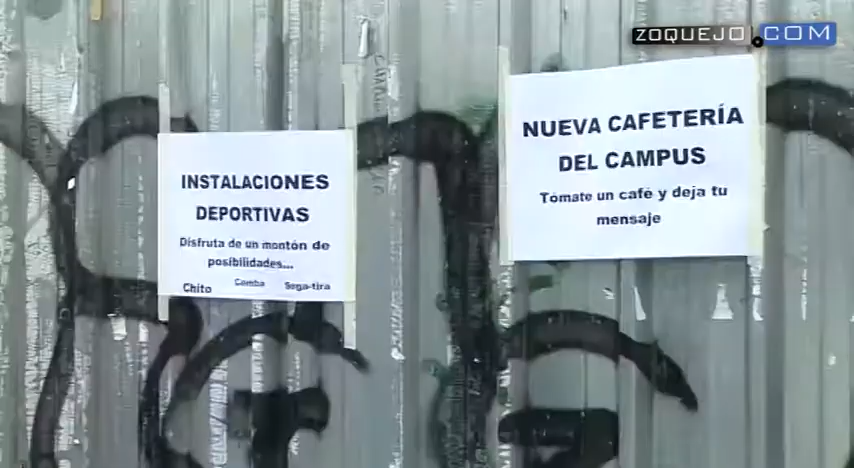 ZOQUEJO.COM
NUEVA CAFETERÍA
DEL CAMPUS
Tómate un café y deja tu
mensaje
INSTALACIONES
DEPORTIVAS
Disfruta de un montón de
posibilidades...
Chito Comba Soga-tira